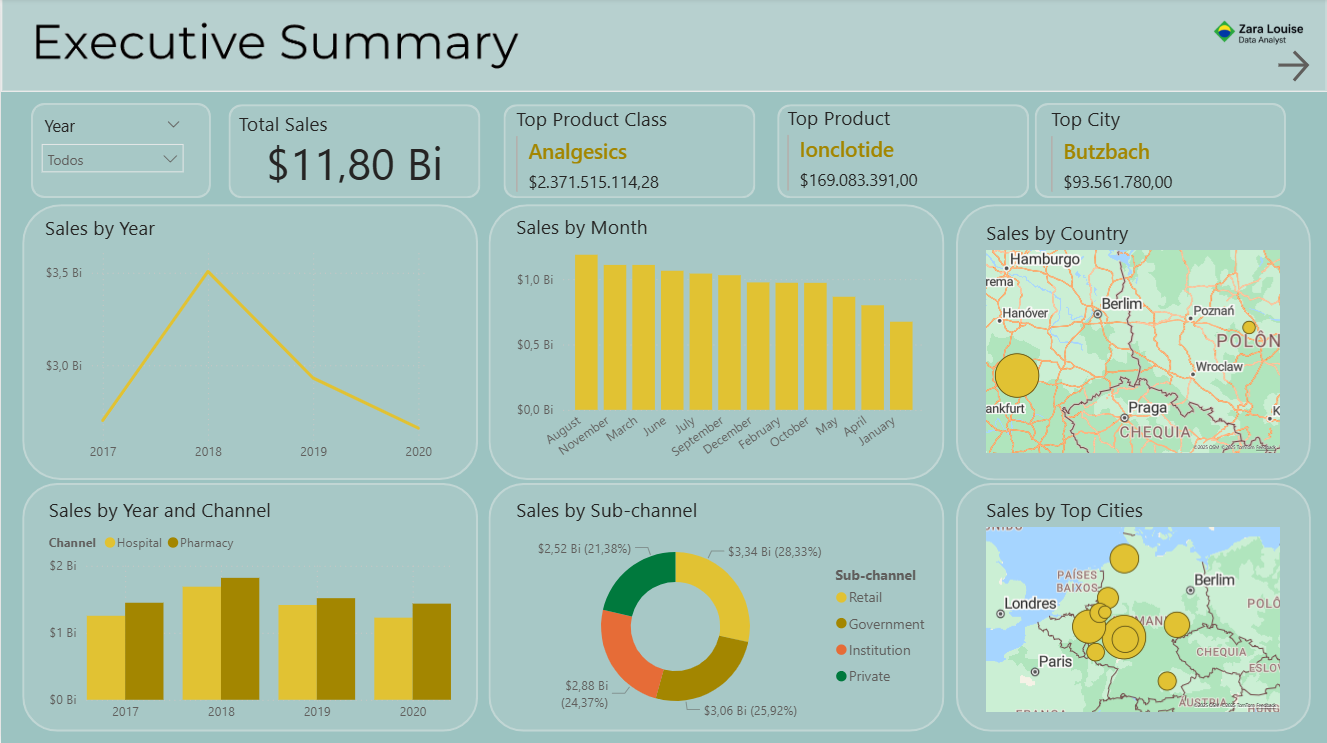 Executive Summary
Zara Louise
Data Analyst
Year
Todos
Total Sales
$11,80 Bi
Top Product Class
Analgesics
$2.371.515.114,28
Top Product
Ionclotide
$169.083.391,00
Top City
Butzbach
$93.561.780,00
Sales by Year
$3,5 Bi
$3,0 Bi
2017 2018 2019 2020
Sales by Month
$1,0 Bi
$0,5 Bi
$0,0 Bi
August November March June July September December February October May April January
Sales by Country
Hamburgo
rema
Berlim
Hanóver
Poznań
POLÔN
Wroclaw
ankfurt
Praga
K
CHEQUIA
Sales by Year and Channel
Channel Hospital Pharmacy
$2 Bi
$1 Bi
$0 Bi
2017 2018 2019 2020
Sales by Sub-channel
$2,52 Bi (21,38%)
$3,34 Bi (28,33%)
$2,88 Bi
(24,37%)
$3,06 Bi (25,92%)
Sub-channel
Retail
Government
Institution
Private
Sales by Top Cities
PAÍSES
BAIXOS
Berlim
Londres
POLÔ
MAN
CHEQUIA
Paris
ESLOV
ÁUSTRIA